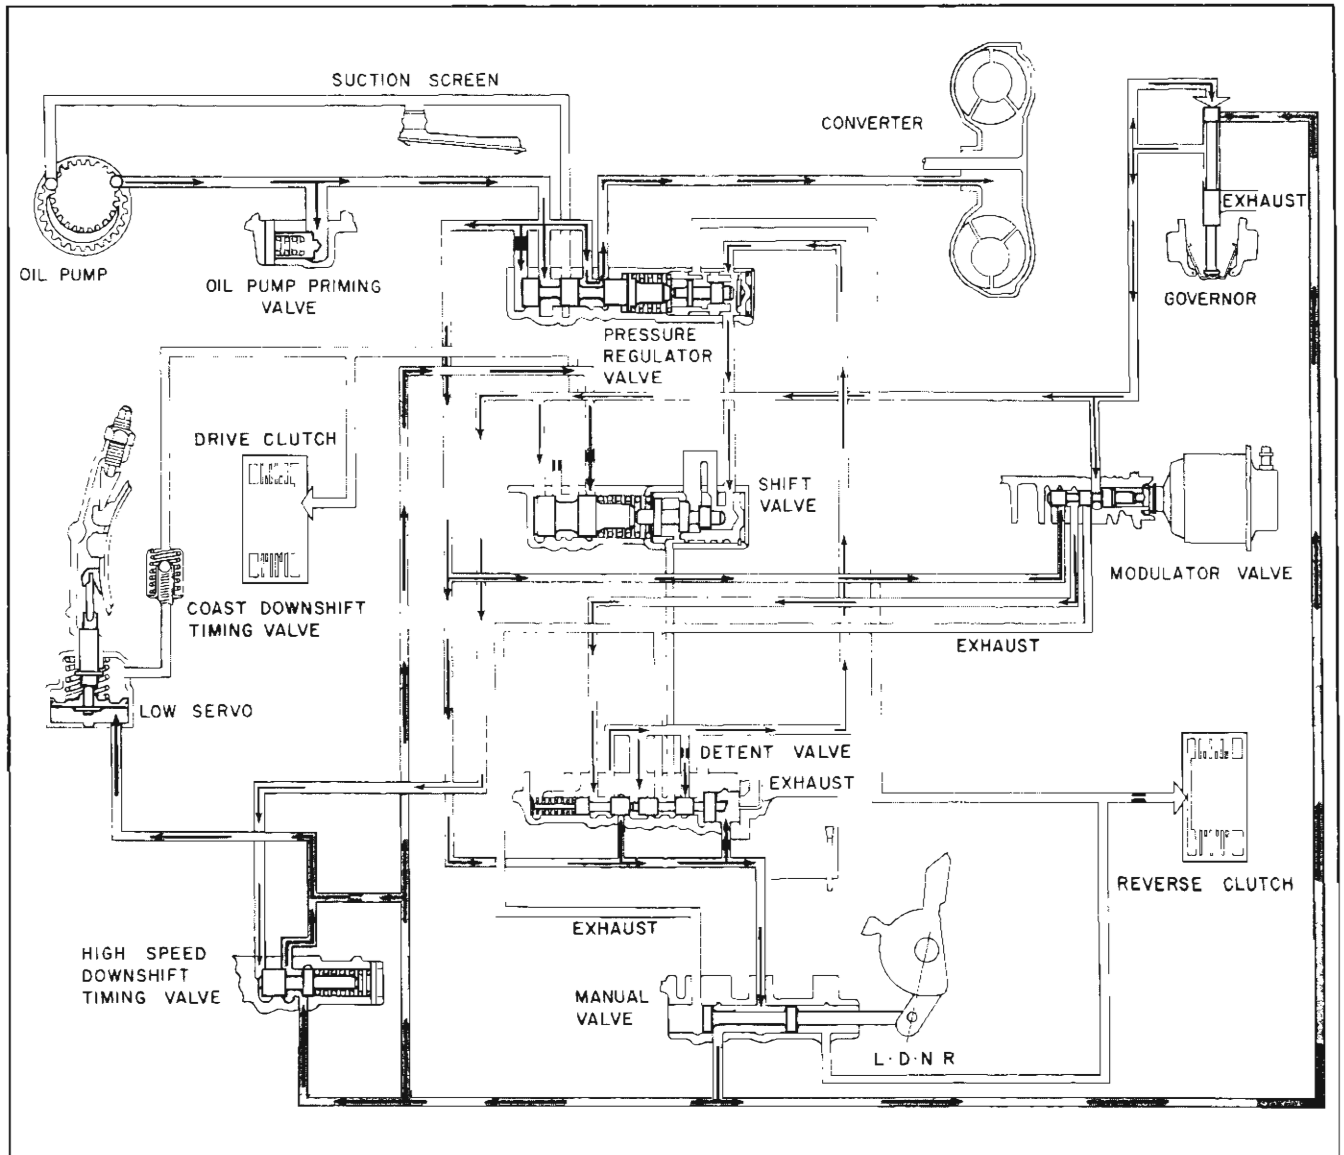 SUCTION SCREEN
CONVERTER
EXHAUST
OIL PUMP
OIL PUMP PRIMING
VALVE
GOVERNOR
PRESSURE
REGULATOR
VALVE
DRIVE CLUTCH
SHIFT
VALVE
MODULATOR VALVE
COAST DOWNSHIFT
TIMING VALVE
EXHAUST
LOW SERVO
DETENT VALVE
EXHAUST
REVERSE CLUTCH
EXHAUST
HIGH SPEED
DOWNSHIFT
TIMING VALVE
MANUAL
VALVE
L·D·N R